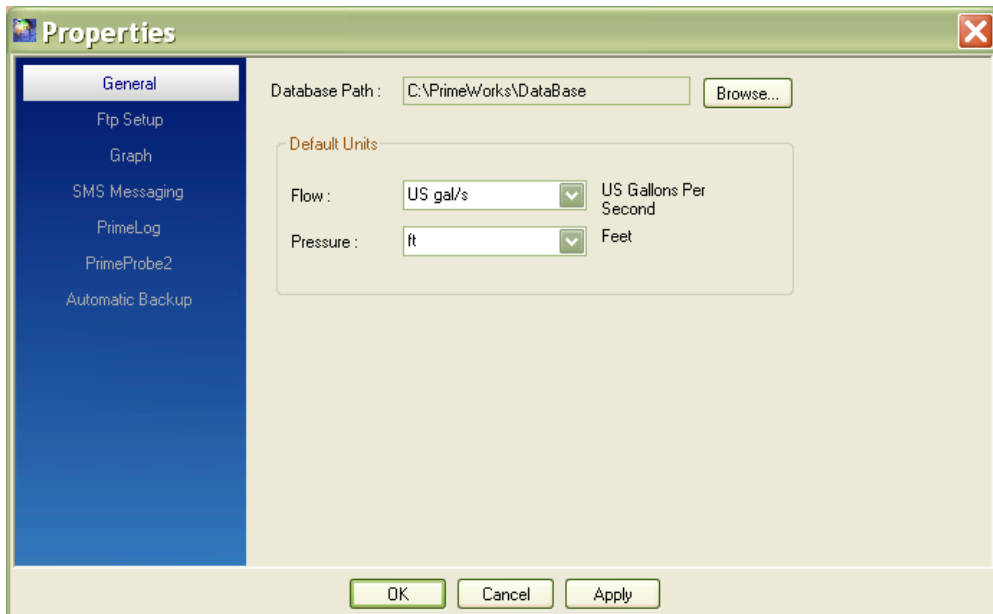 Properties
General
Ftp Setup
Graph
SMS Messaging
PrimeLog
PrimeProbe2
Automatic Backup
Database Path :
C:\PrimeWorks\DataBase
Browse...
Default Units
Flow :
US gal/s
US Gallons Per
Second
Pressure :
ft
Feet
OK
Cancel
Apply